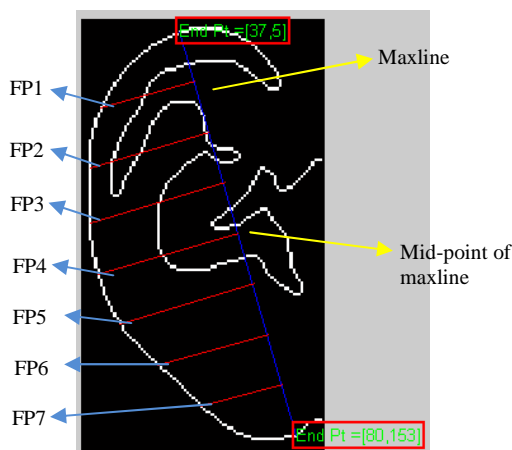 End Pt =[37,5]
Maxline
FP1
FP2
FP3
FP4
Mid-point of
maxline
FP5
FP6
FP7
End Pt =[80,153]